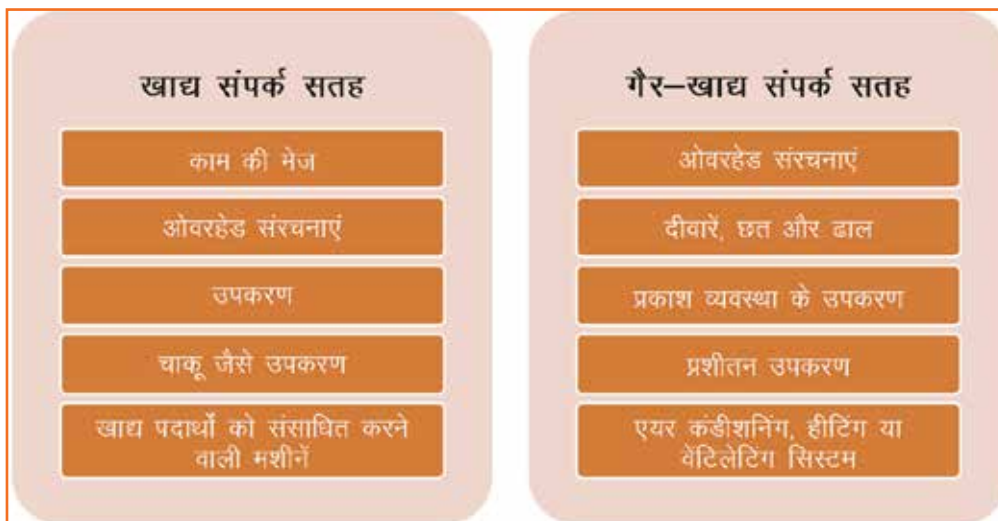 खाद्य संपर्क सतह
काम की मेज
ओवरहेड संरचनाएं
उपकरण
चाकू जैसे उपकरण
खाद्य पदार्थों को संसाधित करने
वाली मशीनें
गैर–खाद्य संपर्क सतह
ओवरहेड संरचनाएं
दीवारें, छत और ढाल
प्रकाश व्यवस्था के उपकरण
प्रशीतन उपकरण
एयर कंडीशनिंग, हीटिंग या
वेंटिलेटिंग सिस्टम